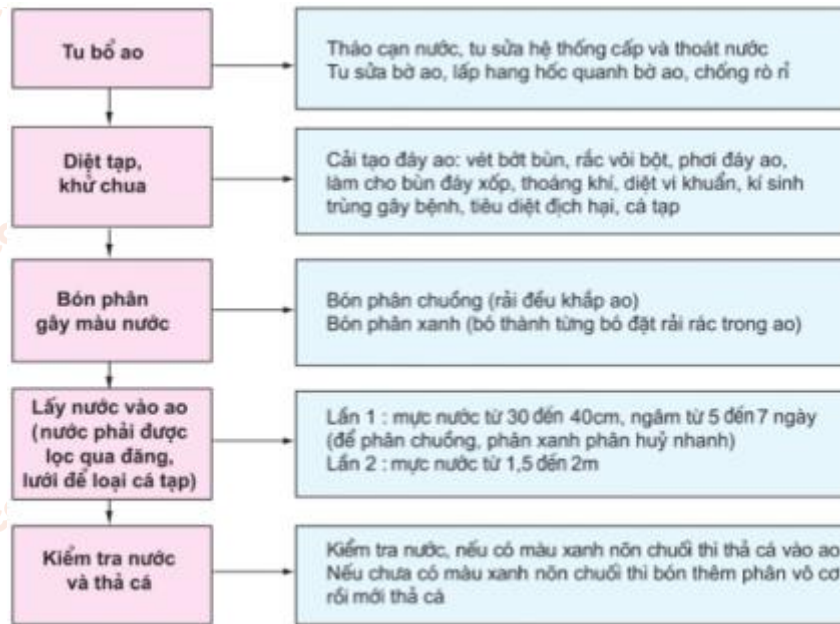 Tu bổ ao
Tháo cạn nước, tu sửa hệ thống cấp và thoát nước
Tu sửa bờ ao, lấp hang hốc quanh bờ ao, chống rò rỉ
Diệt tạp,
khử chua
Cải tạo đáy ao: vét bớt bùn, rắc vôi bột, phơi đáy ao,
làm cho bùn đáy xốp, thoáng khí, diệt vi khuẩn, kí sinh
trùng gây bệnh, tiêu diệt địch hại, cá tạp
Bón phân
gây màu nước
Bón phân chuồng (rải đều khắp ao)
Bón phân xanh (bó thành từng bó đặt rải rác trong ao)
Lấy nước vào ao
(nước phải được
lọc qua đăng,
lưới để loại cá tạp)
Lần 1 : mực nước từ 30 đến 40cm, ngâm từ 5 đến 7 ngày
(để phân chuồng, phân xanh phân huỷ nhanh)
Lần 2 : mực nước từ 1,5 đến 2m
Kiểm tra nước
và thả cá
Kiểm tra nước, nếu có màu xanh nõn chuối thì thả cá vào ao
Nếu chưa có màu xanh nõn chuối thì bón thêm phân vô cơ
rồi mới thả cá